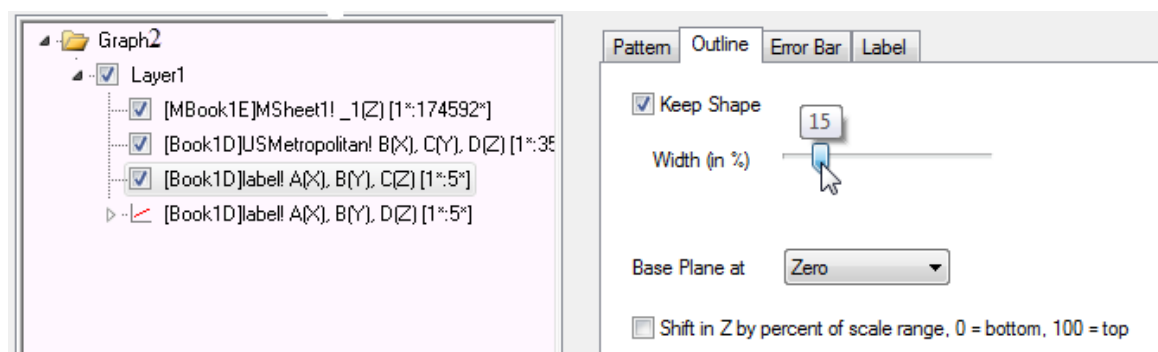 Graph2
Layer1
[MBook1E]MSheet1! _1(Z) [1*:174592*]
[Book1D]USMetropolitan! B(X), C(Y), D(Z) [1*:35
[Book1D]label! A(X), B(Y), C(Z) [1*:5*]
[Book1D]label! A(X), B(Y), D(Z) [1*:5*]
Pattern Outline Error Bar Label
Keep Shape
15
Width (in %)
Base Plane at Zero
Shift in Z by percent of scale range, 0 = bottom, 100 = top